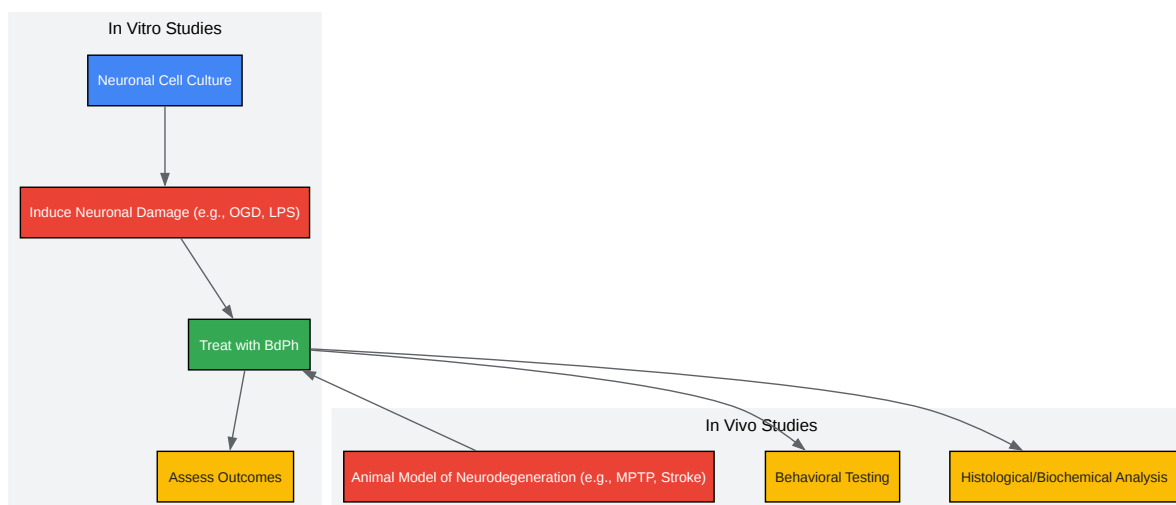 In Vitro Studies
Neuronal Cell Culture
Induce Neuronal Damage (e.g., OGD, LPS)
Treat with BdPh
Assess Outcomes
In Vivo Studies
Animal Model of Neurodegeneration (e.g., MPTP, Stroke)
Behavioral Testing
Histological/Biochemical Analysis